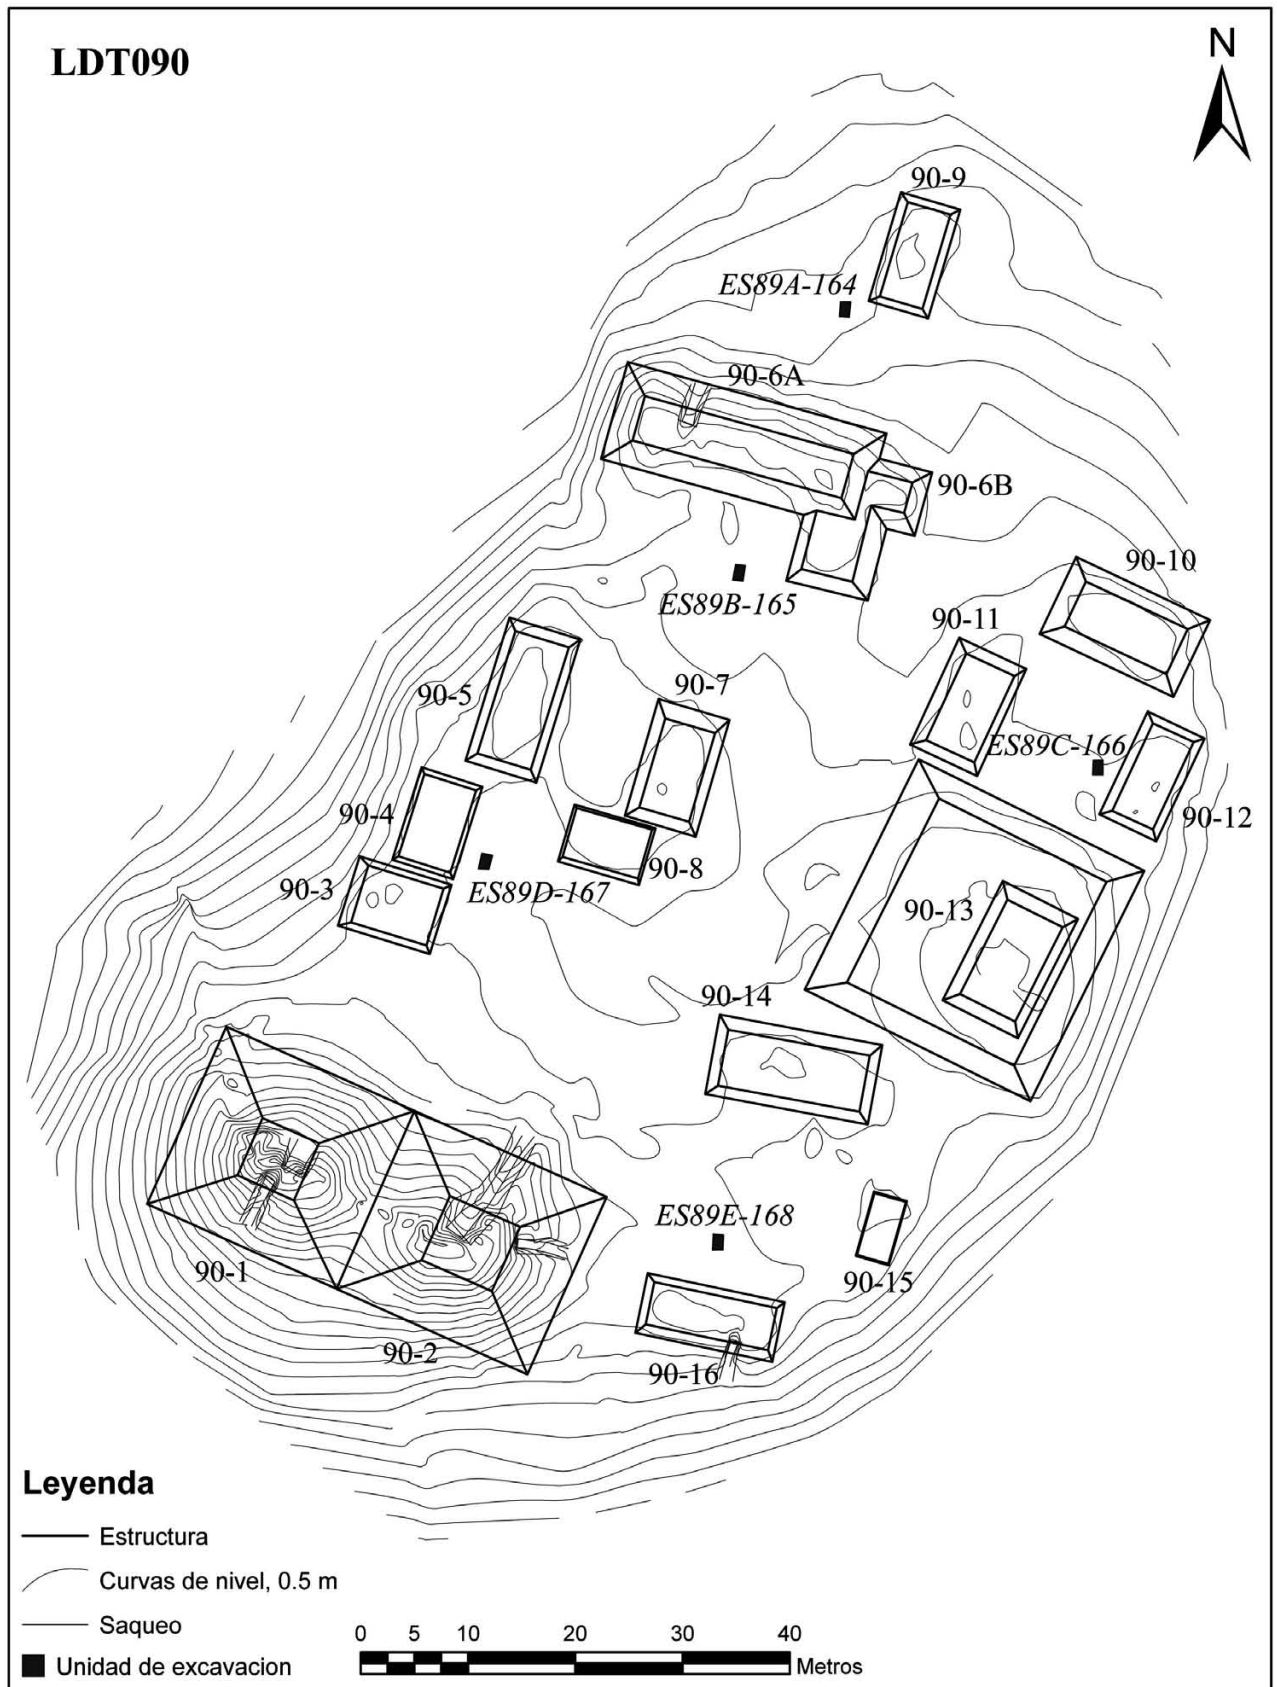 LDT090
N
90-9
ES89A-164
90-6A
90-6B
90-10
ES89B-165
90-11
90-5
90-7
ES89C-166
90-4
90-12
90-8
90-3
ES89D-167
90-13
90-14
ES89E-168
90-1
90-15
90-2
90-16
Leyenda
Estructura
Curvas de nivel, 0.5 m
Saqueo
Unidad de excavacion
0 5 10 20 30 40
Metros